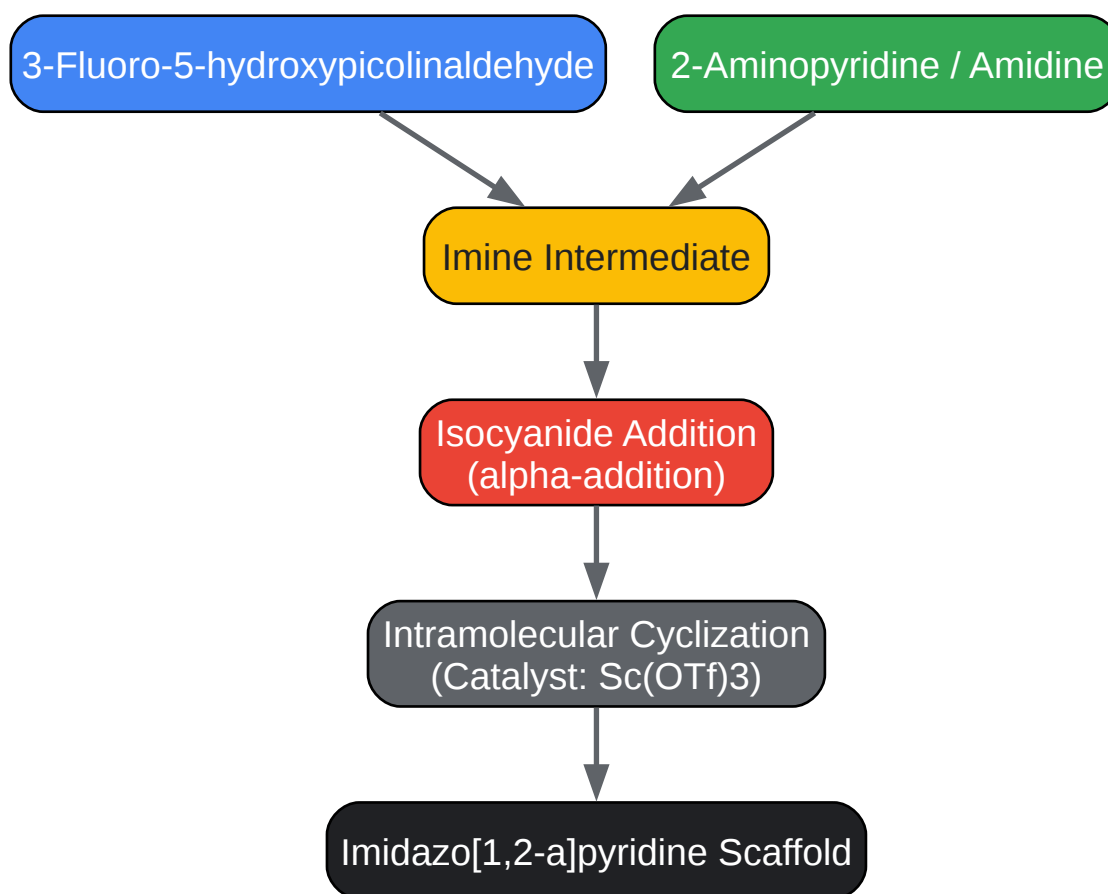 3-Fluoro-5-hydroxypicolinaldehyde
2-Aminopyridine / Amidine
Imine Intermediate
Isocyanide Addition
(alpha-addition)
Intramolecular Cyclization
(Catalyst: Sc(OTf)3)
Imidazo[1,2-a]pyridine Scaffold